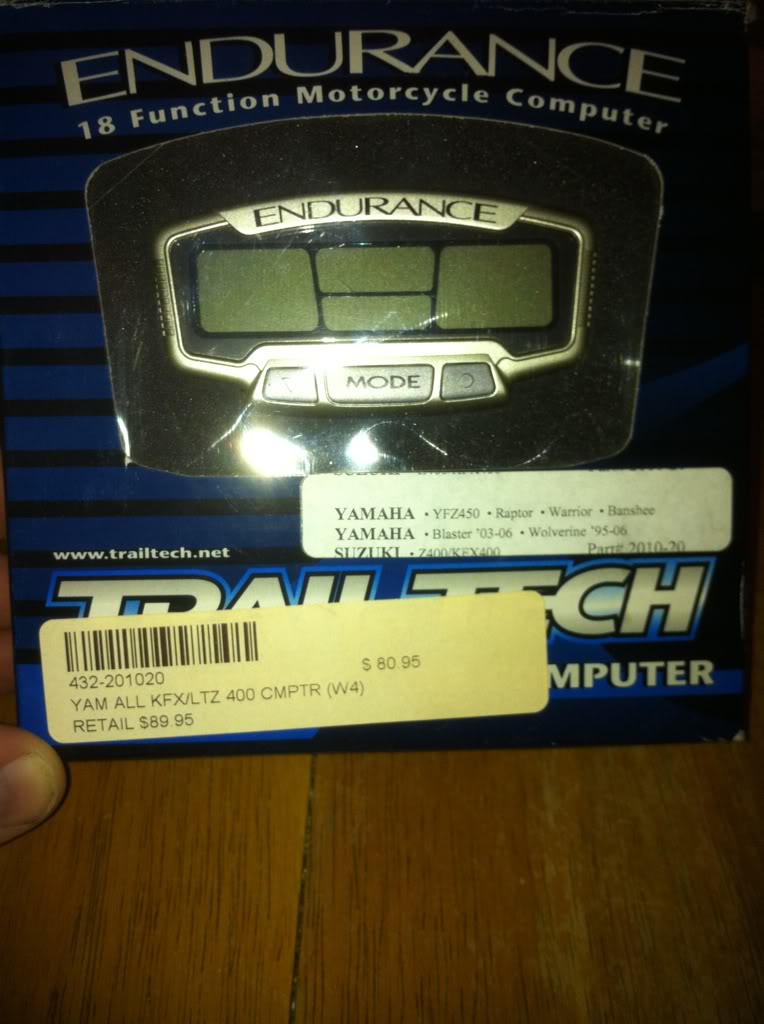 ENDURANCE
18 Function Motorcycle Computer
ENDURANCE
MODE
SUZUKI
YAMAHA • YFZ450 • Raptor • Warrior • Banshee
YAMAHA • Blaster '03-06 • Wolverine '95-06
SUZUKI • Z400/KFX400 Part# 2010-20
www.trailtech.net
TRAIL TECH
MPUTER
432-201020
$ 80.95
YAM ALL KFX/LTZ 400 CMPTR (W4)
RETAIL $89.95